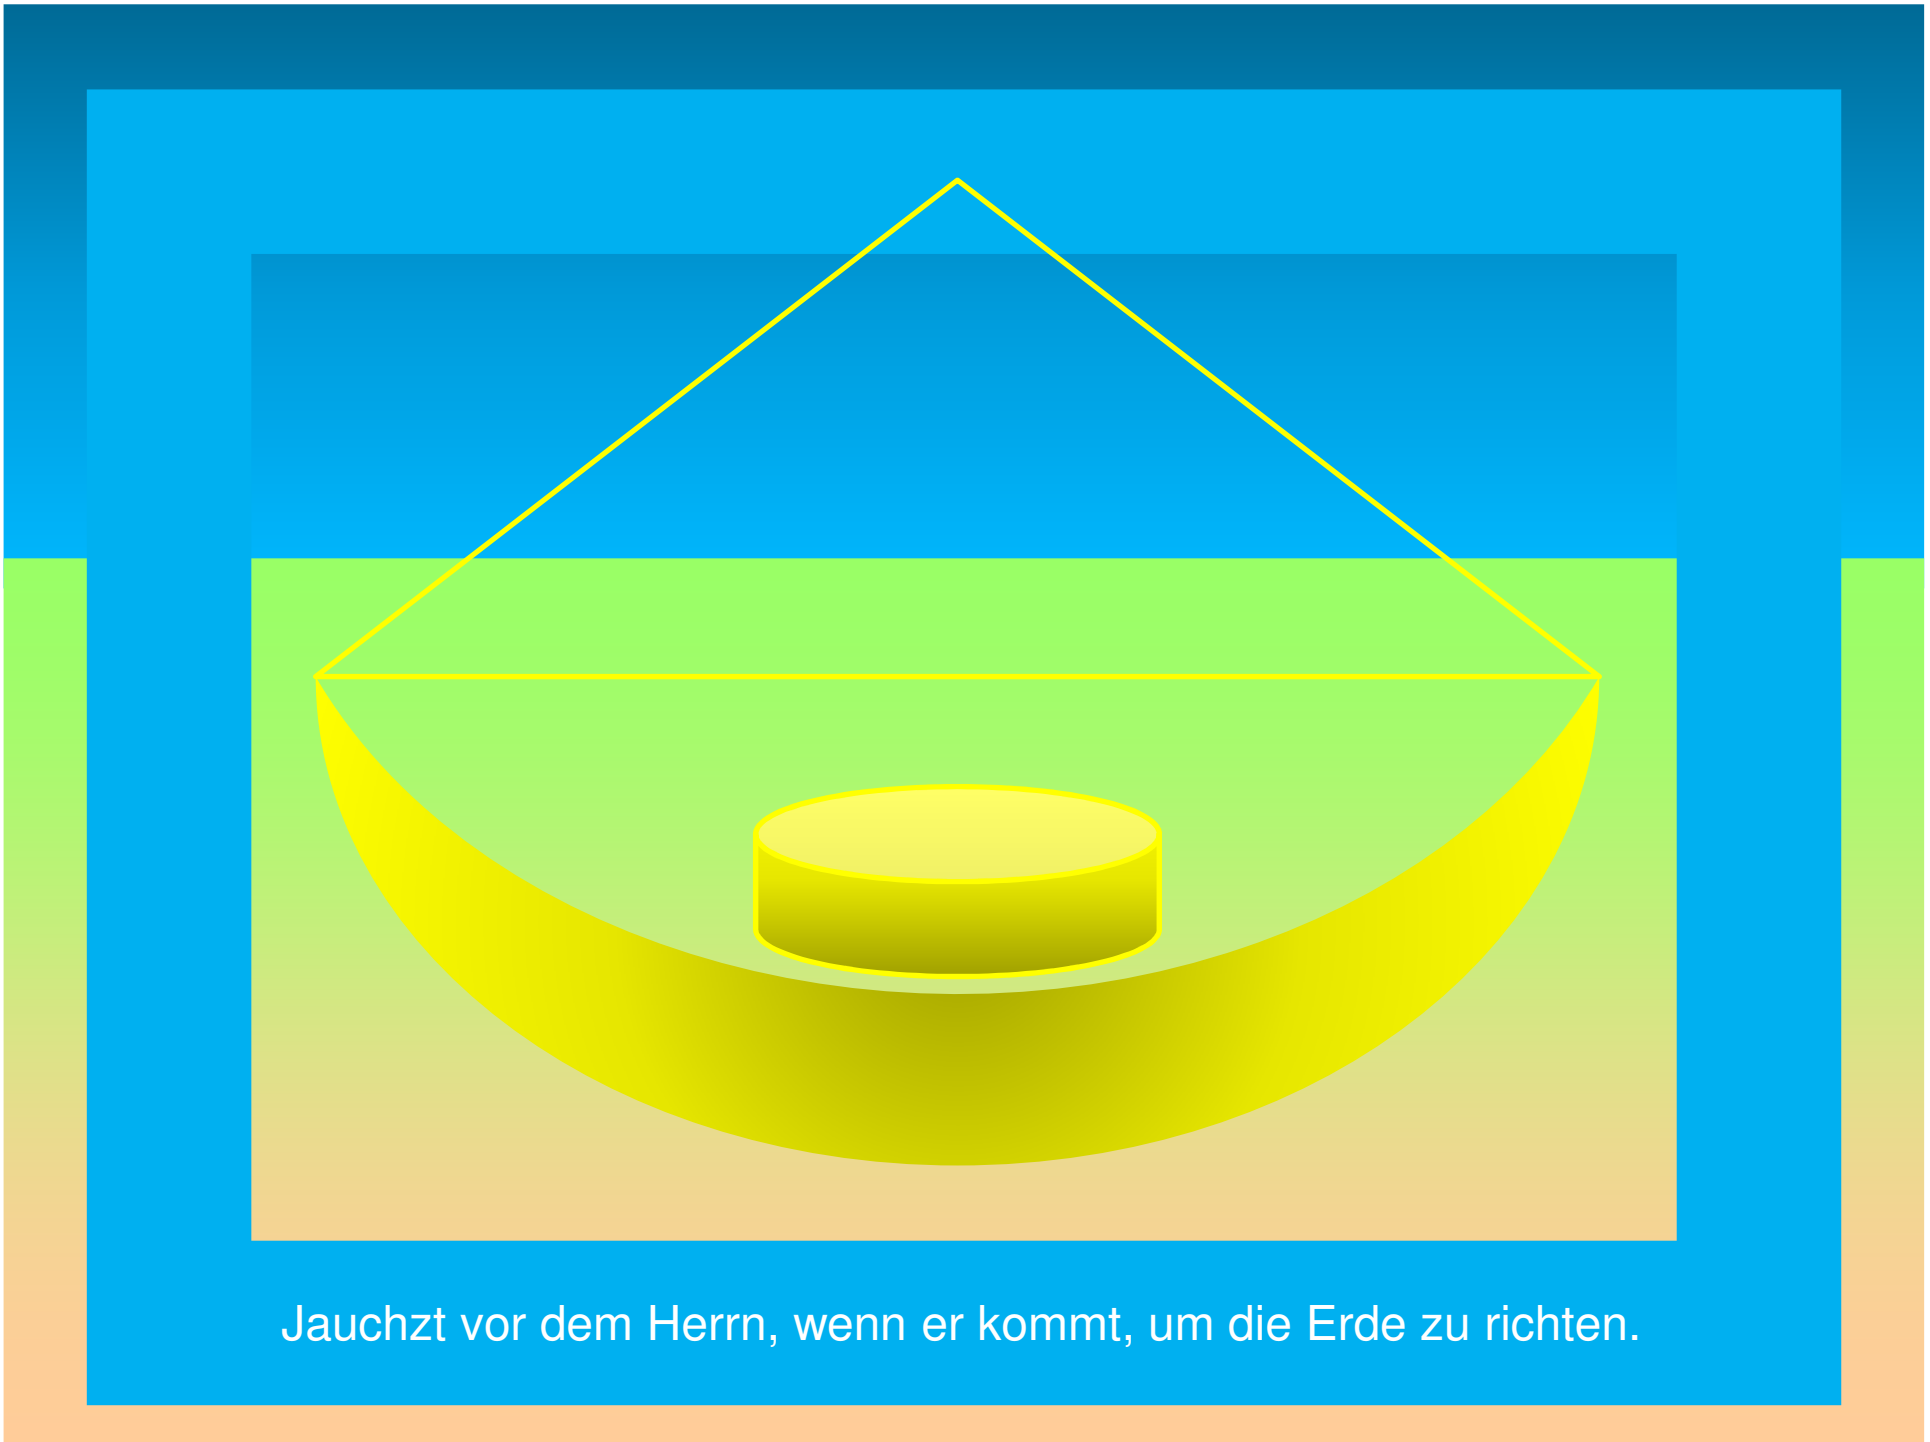 Jauchzt vor dem Herrn, wenn er kommt, um die Erde zu richten.